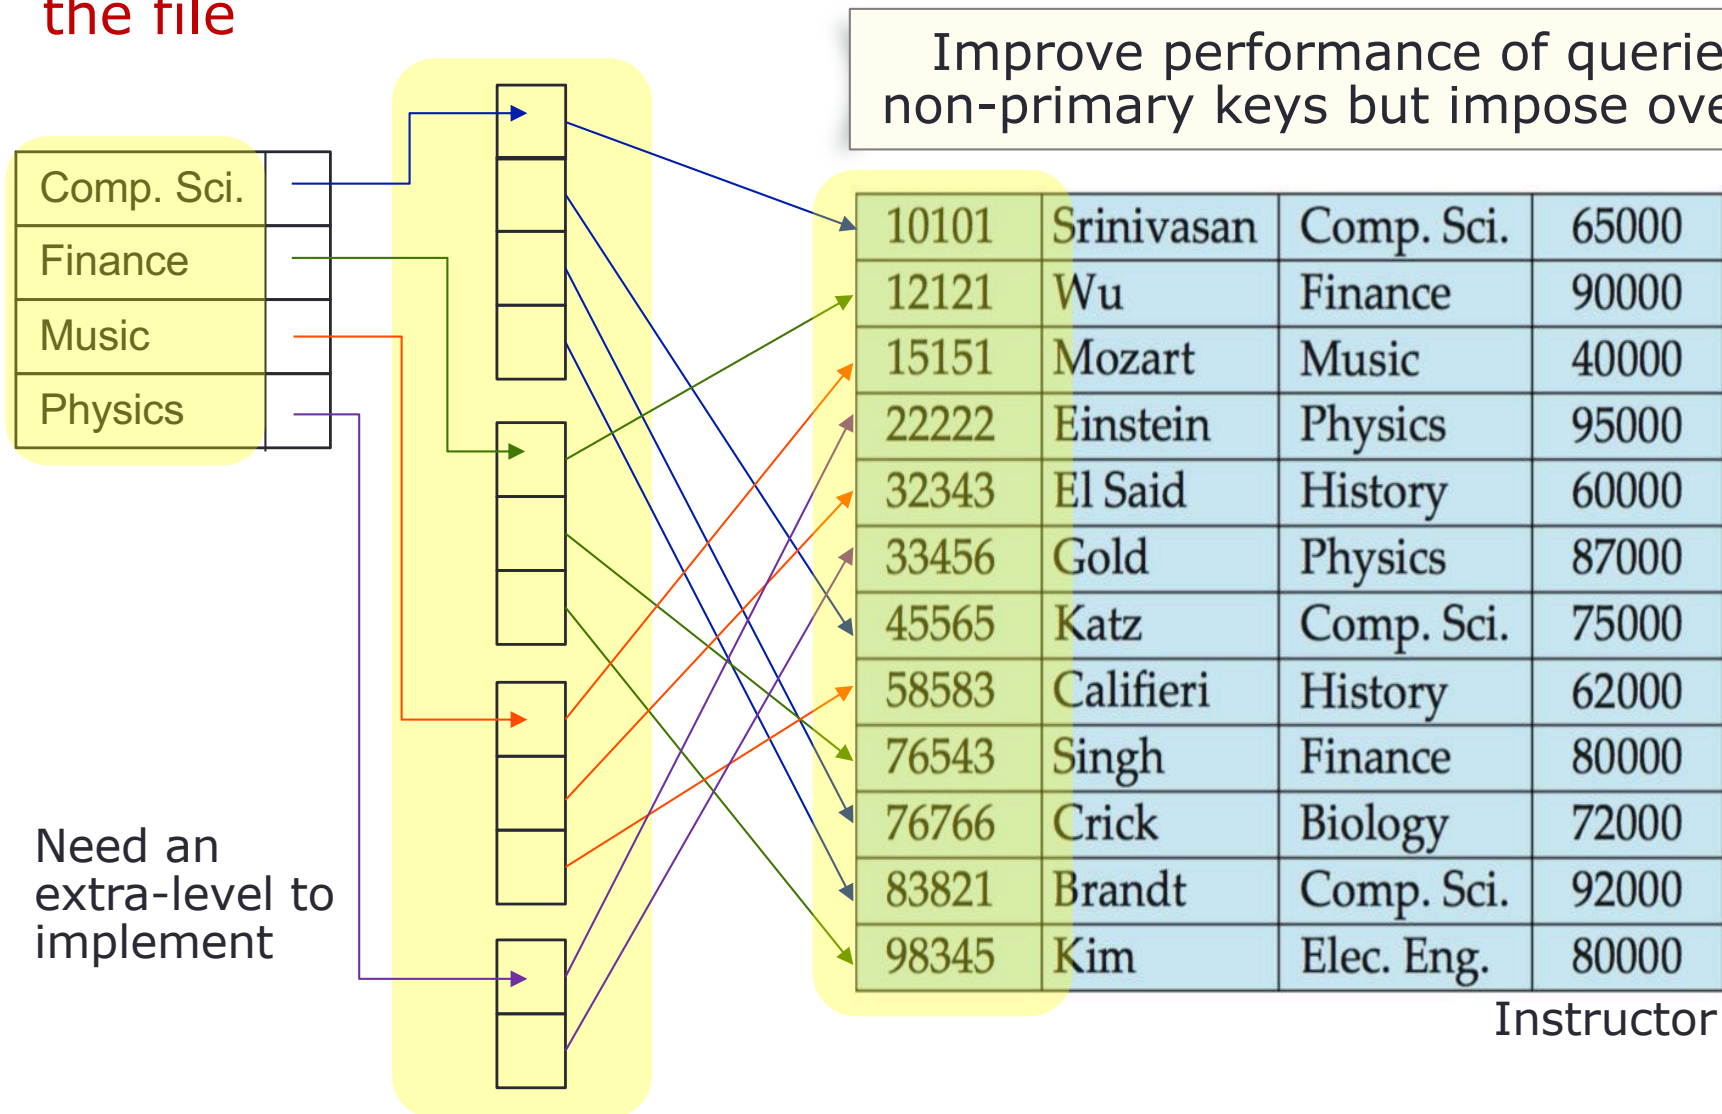 the file
Improve performance of querie
non-primary keys but impose ove
Comp. Sci.
Finance
Music
Physics
10101 Srinivasan Comp. Sci. 65000
12121 Wu Finance 90000
15151 Mozart Music 40000
22222 Einstein Physics 95000
32343 El Said History 60000
33456 Gold Physics 87000
45565 Katz Comp. Sci. 75000
58583 Califieri History 62000
76543 Singh Finance 80000
76766 Crick Biology 72000
83821 Brandt Comp. Sci. 92000
98345 Kim Elec. Eng. 80000
Need an
extra-level to
implement
Instructor